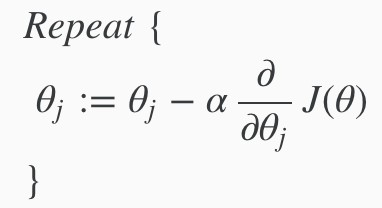 Repeat {
θj := θj − α ∂/∂θj J(θ)
}